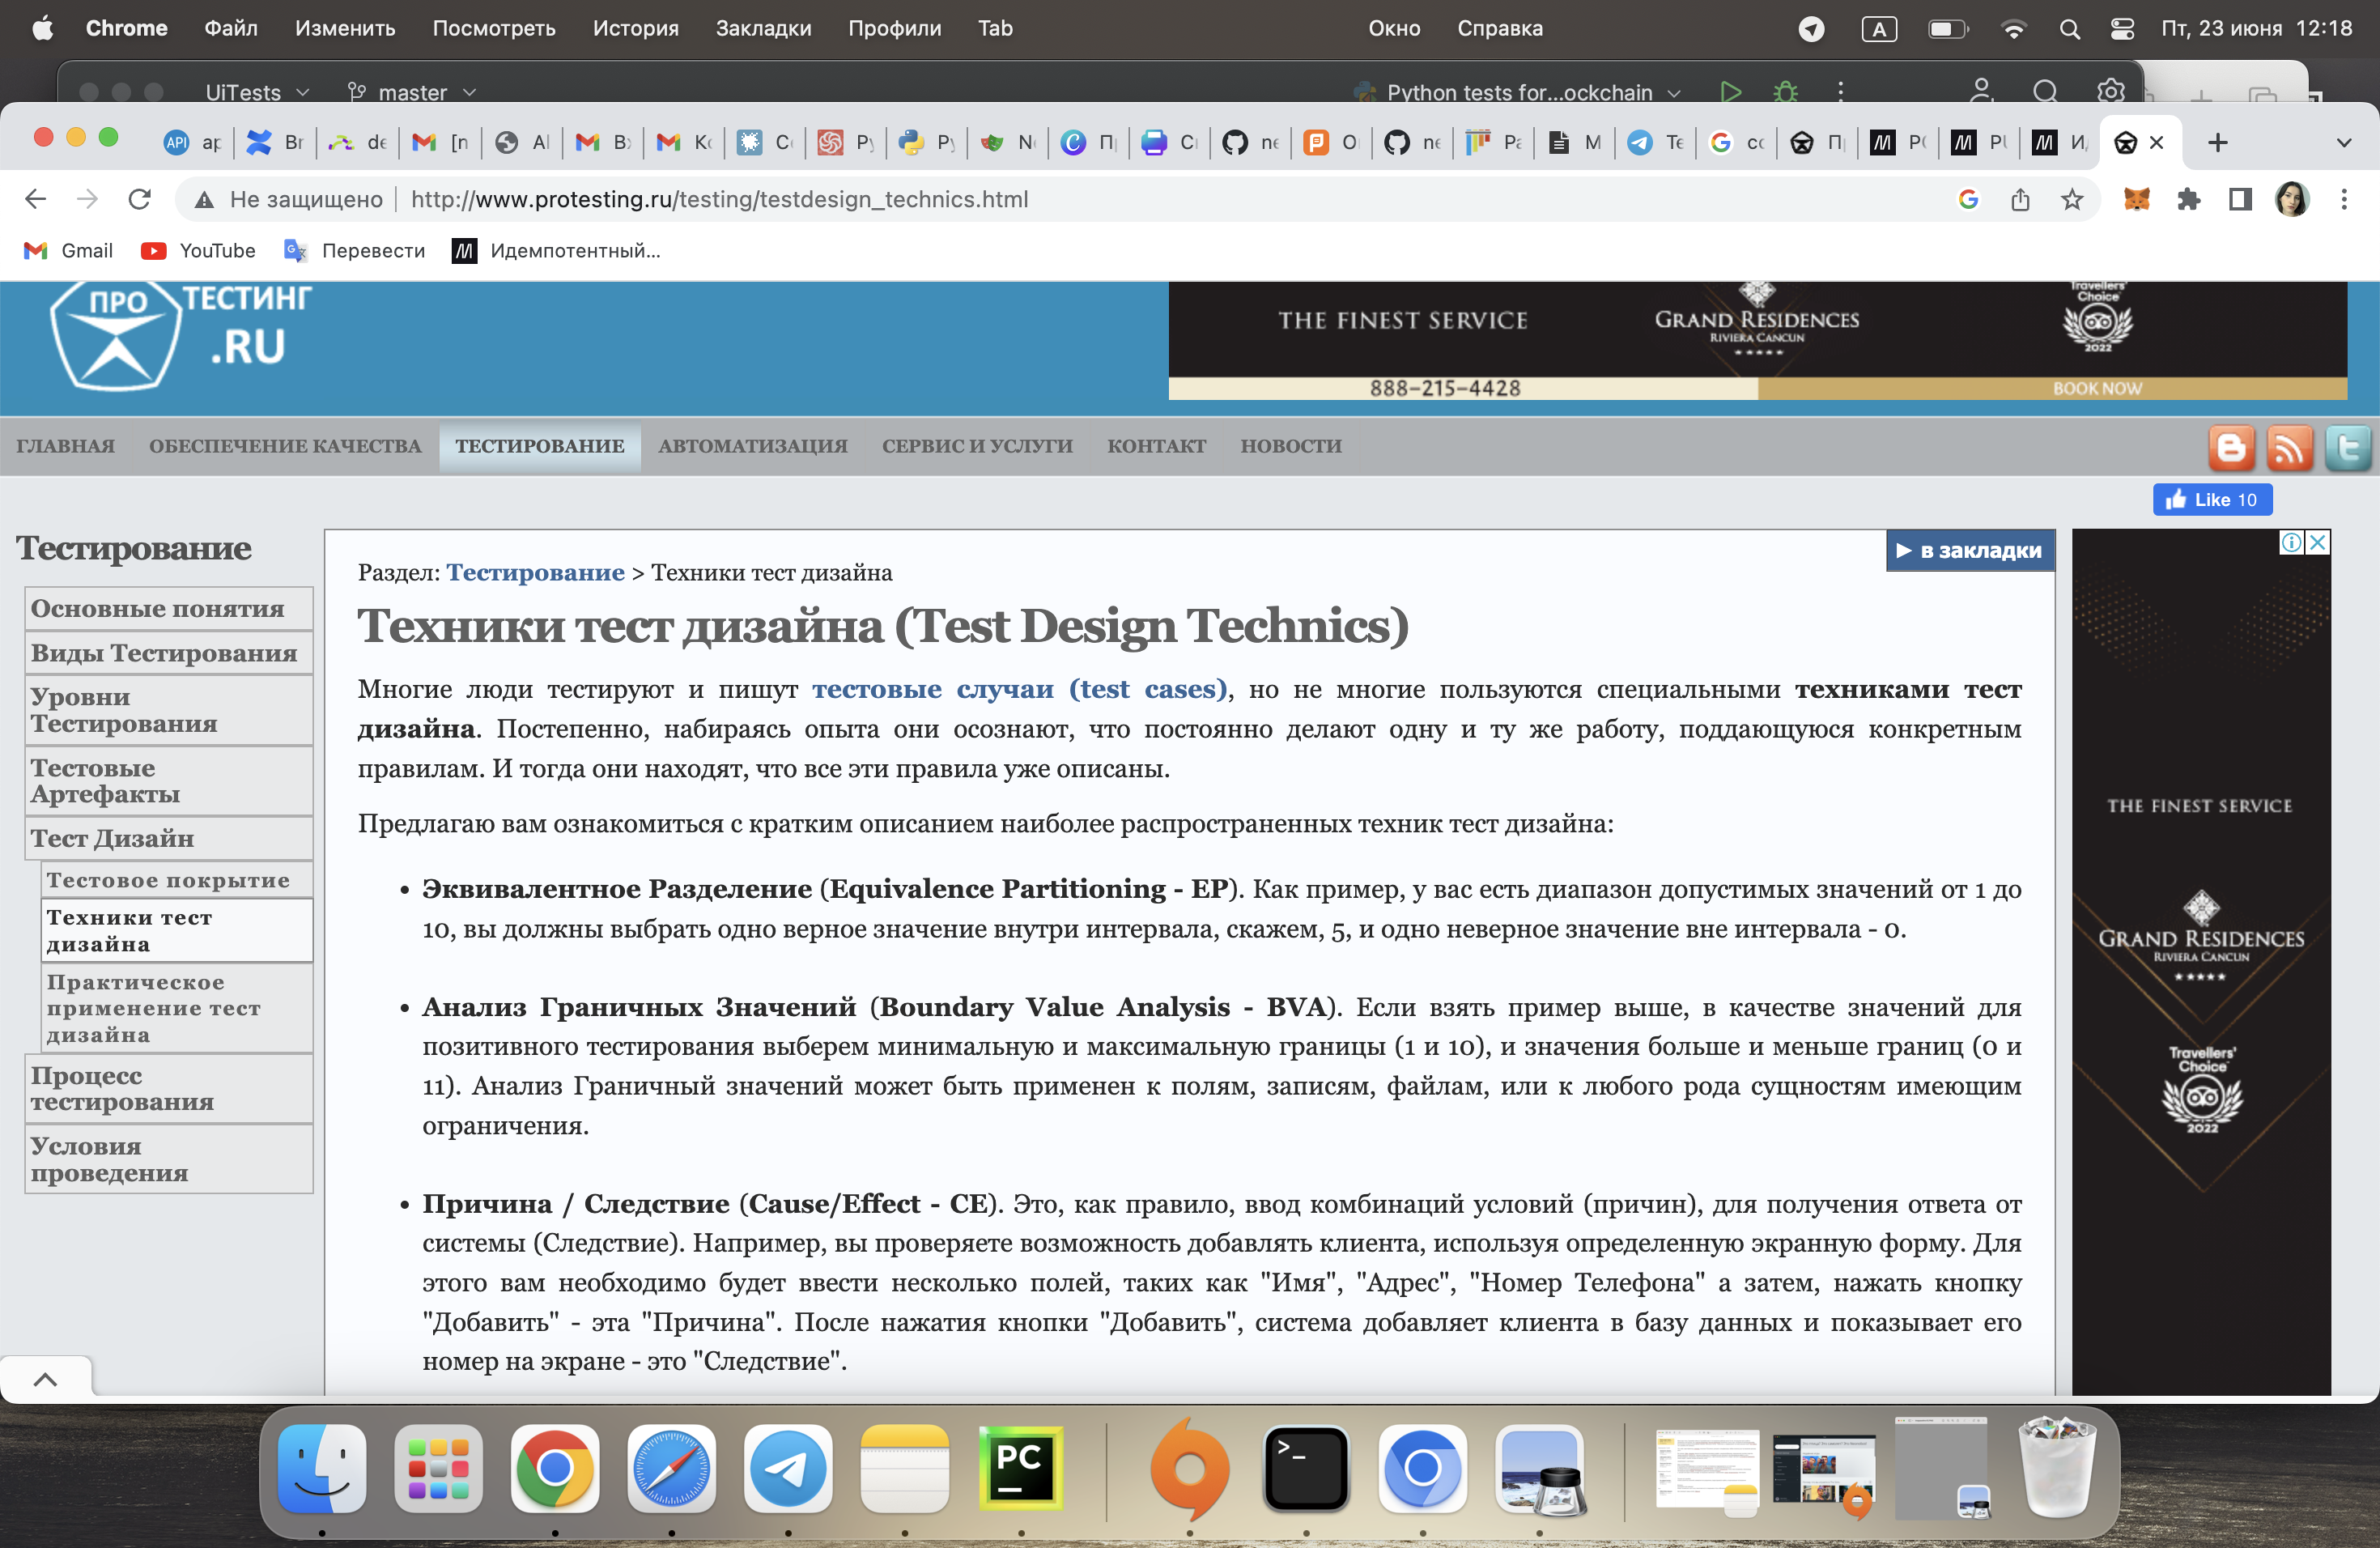 Chrome Файл Изменить Посмотреть История Закладки Профили Tab Окно Справка A Пт, 23 июня 12:18
UiTests master Python tests for...ockchain
Не защищено http://www.protesting.ru/testing/testdesign_technics.html
Gmail YouTube Перевести Идемпотентный...
ПРО ТЕСТИНГ
.RU
THE FINEST SERVICE
GRAND RESIDENCES
RIVIERA CANCUN
Travellers'
Choice
2022
888-215-4428
BOOK NOW
ГЛАВНАЯ ОБЕСПЕЧЕНИЕ КАЧЕСТВА ТЕСТИРОВАНИЕ АВТОМАТИЗАЦИЯ СЕРВИС И УСЛУГИ КОНТАКТ НОВОСТИ
Like 10
Тестирование
Основные понятия
Виды Тестирования
Уровни
Тестирования
Тестовые
Артефакты
Тест Дизайн
Тестовое покрытие
Техники тест
дизайна
Практическое
применение тест
дизайна
Процесс
тестирования
Условия
проведения
в закладки
Раздел: Тестирование > Техники тест дизайна
Техники тест дизайна (Test Design Technics)
Многие люди тестируют и пишут тестовые случаи (test cases), но не многие пользуются специальными техниками тест
дизайна. Постепенно, набираясь опыта они осознают, что постоянно делают одну и ту же работу, поддающуюся конкретным
правилам. И тогда они находят, что все эти правила уже описаны.
Предлагаю вам ознакомиться с кратким описанием наиболее распространенных техник тест дизайна:
• Эквивалентное Разделение (Equivalence Partitioning - EP). Как пример, у вас есть диапазон допустимых значений от 1 до
10, вы должны выбрать одно верное значение внутри интервала, скажем, 5, и одно неверное значение вне интервала - 0.
• Анализ Граничных Значений (Boundary Value Analysis - BVA). Если взять пример выше, в качестве значений для
позитивного тестирования выберем минимальную и максимальную границы (1 и 10), и значения больше и меньше границ (0 и
11). Анализ Граничный значений может быть применен к полям, записям, файлам, или к любого рода сущностям имеющим
ограничения.
• Причина / Следствие (Cause/Effect - CE). Это, как правило, ввод комбинаций условий (причин), для получения ответа от
системы (Следствие). Например, вы проверяете возможность добавлять клиента, используя определенную экранную форму. Для
этого вам необходимо будет ввести несколько полей, таких как "Имя", "Адрес", "Номер Телефона" а затем, нажать кнопку
"Добавить" - эта "Причина". После нажатия кнопки "Добавить", система добавляет клиента в базу данных и показывает его
номер на экране - это "Следствие".
THE FINEST SERVICE
GRAND RESIDENCES
RIVIERA CANCUN
Travellers'
Choice
2022
PC